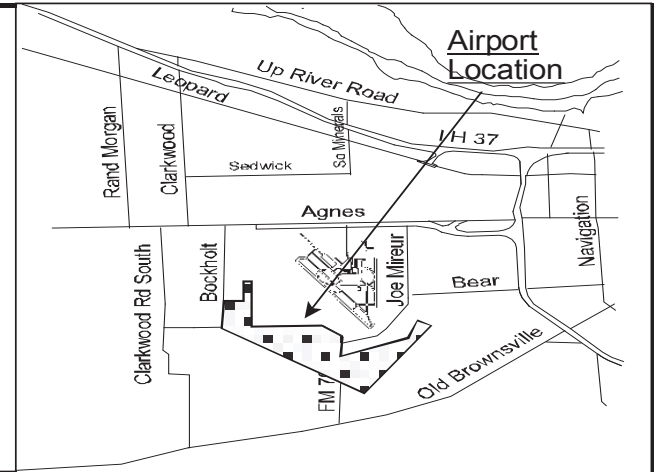 Airport
Location
Up River Road
Leopard
IH 37
Rand Morgan
Clarkwood
So Minerals
Sedwick
Agnes
Navigation
Clarkwood Rd South
Bockholt
Joe Mireur
Bear
Old Brownsville
FM